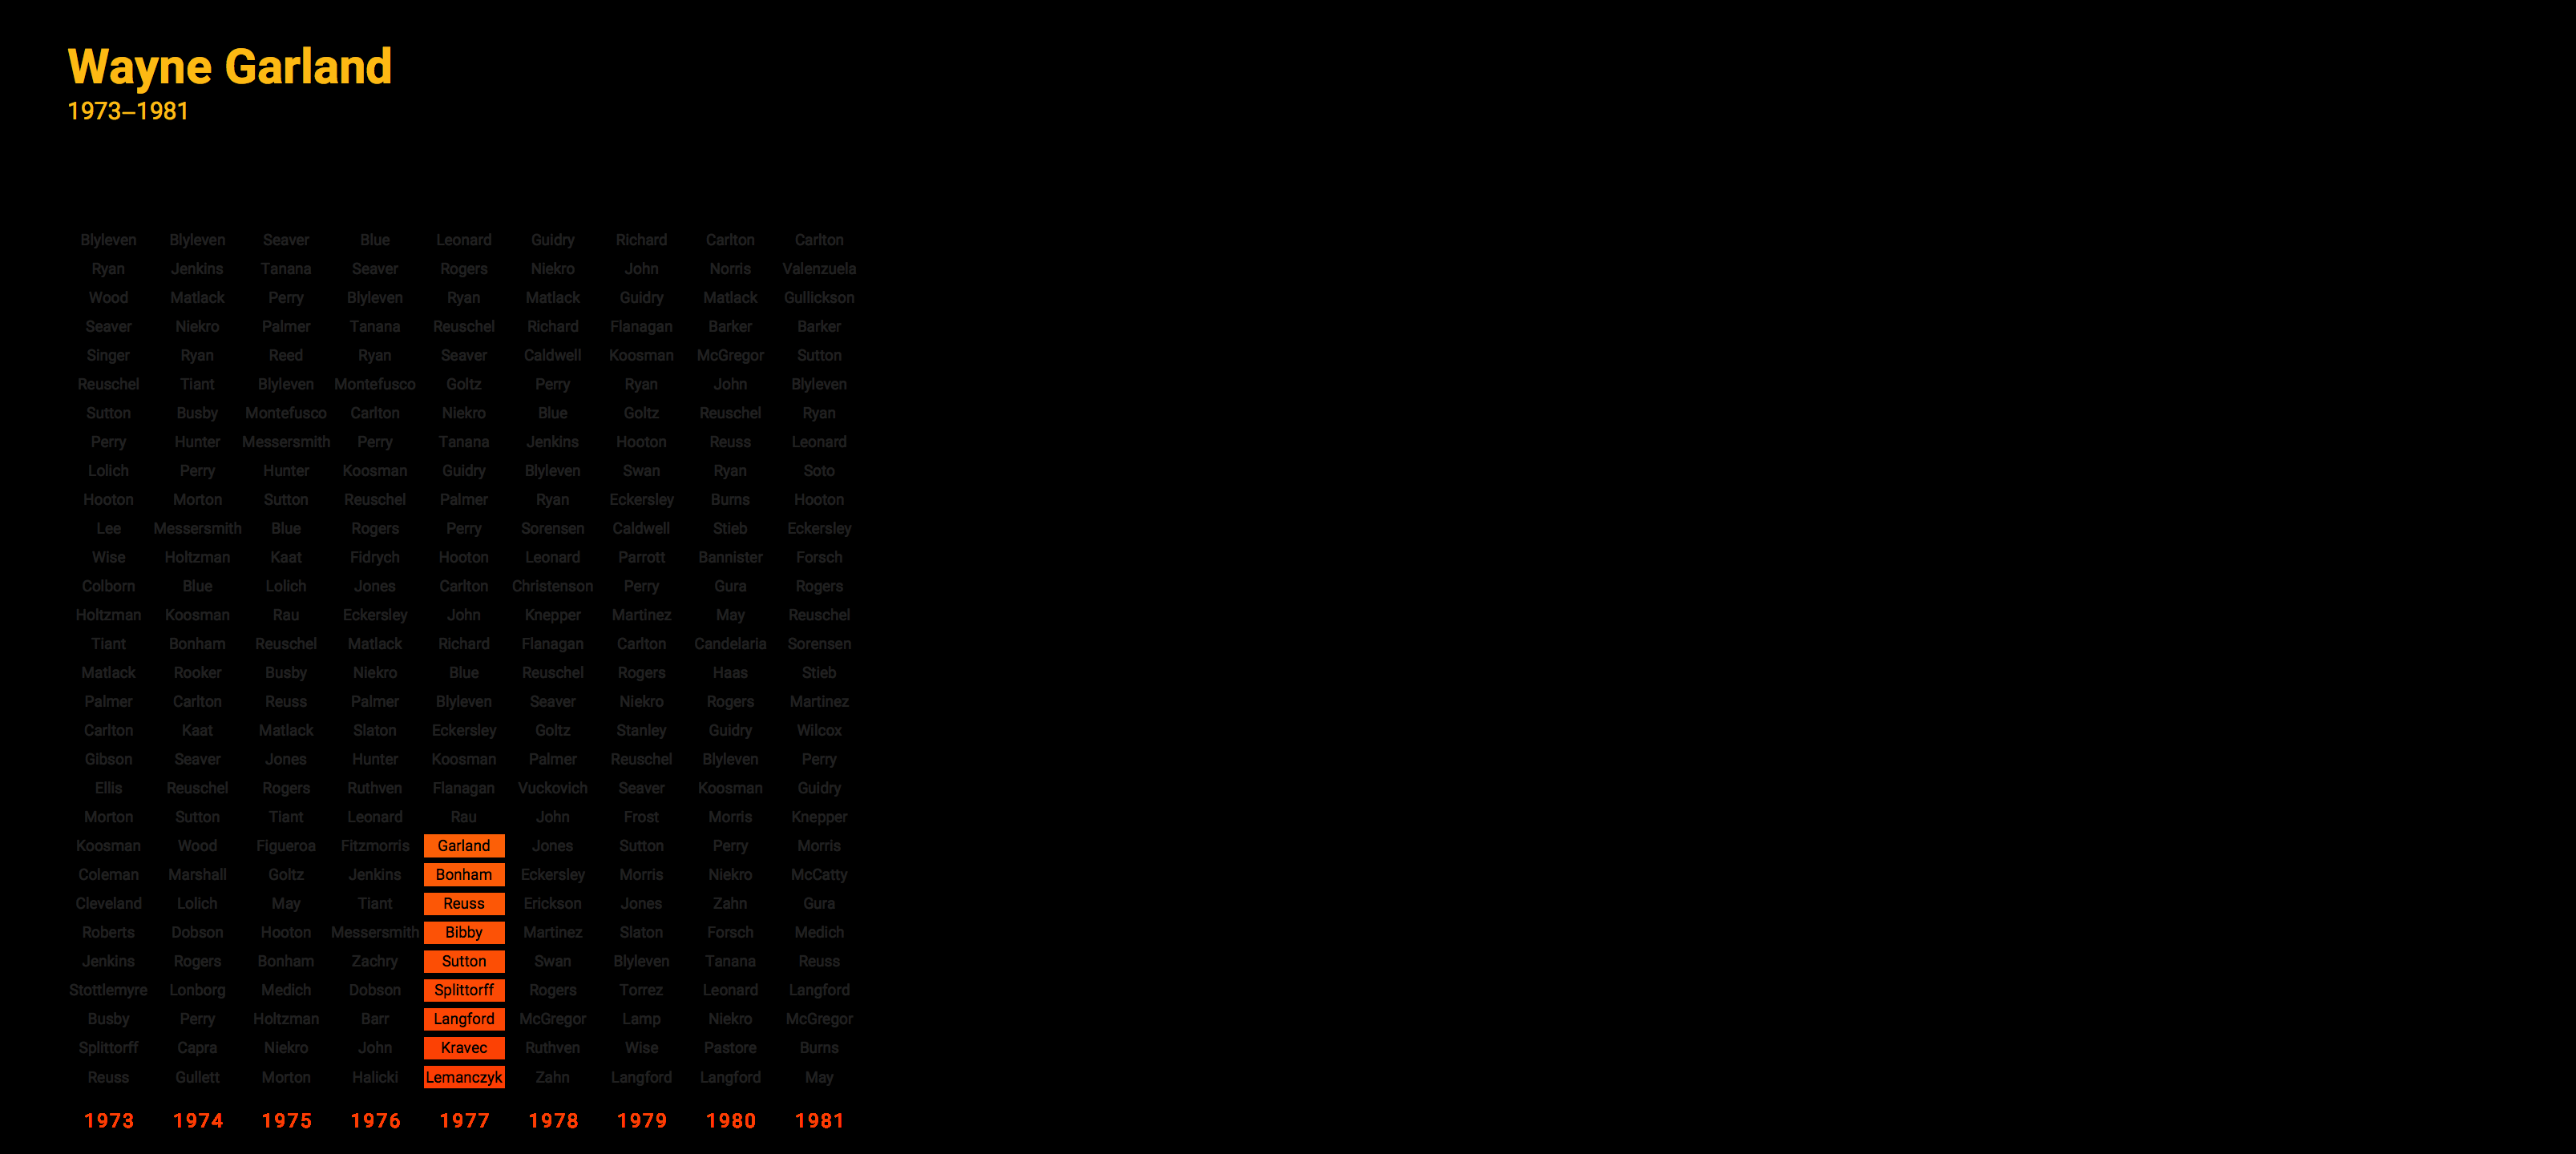 Wayne Garland
1973–1981
Blyleven Blyleven Seaver Blue Leonard Guidry Richard Carlton Carlton
Ryan Jenkins Tanana Seaver Rogers Niekro John Norris Valenzuela
Wood Matlack Perry Blyleven Ryan Matlack Guidry Matlack Gullickson
Seaver Niekro Palmer Tanana Reuschel Richard Flanagan Barker Barker
Singer Ryan Reed Ryan Seaver Caldwell Koosman McGregor Sutton
Reuschel Tiant Blyleven Montefusco Goltz Perry Ryan John Blyleven
Sutton Busby Montefusco Carlton Niekro Blue Goltz Reuschel Ryan
Perry Hunter Messersmith Perry Tanana Jenkins Hooton Reuss Leonard
Lolich Perry Hunter Koosman Guidry Blyleven Swan Ryan Soto
Hooton Morton Sutton Reuschel Palmer Ryan Eckersley Burns Hooton
Lee Messersmith Blue Rogers Perry Sorensen Caldwell Stieb Eckersley
Wise Holtzman Kaat Fidrych Hooton Leonard Parrott Bannister Forsch
Colborn Blue Lolich Jones Carlton Christenson Perry Gura Rogers
Holtzman Koosman Rau Eckersley John Knepper Martinez May Reuschel
Tiant Bonham Reuschel Matlack Richard Flanagan Carlton Candelaria Sorensen
Matlack Rooker Busby Niekro Blue Reuschel Rogers Haas Stieb
Palmer Carlton Reuss Palmer Blyleven Seaver Niekro Rogers Martinez
Carlton Kaat Matlack Slaton Eckersley Goltz Stanley Guidry Wilcox
Gibson Seaver Jones Hunter Koosman Palmer Reuschel Blyleven Perry
Ellis Reuschel Rogers Ruthven Flanagan Vuckovich Seaver Koosman Guidry
Morton Sutton Tiant Leonard Rau John Frost Morris Knepper
Koosman Wood Figueroa Fitzmorris Garland Jones Sutton Perry Morris
Coleman Marshall Goltz Jenkins Bonham Eckersley Morris Niekro McCatty
Cleveland Lolich May Tiant Reuss Erickson Jones Zahn Gura
Roberts Dobson Hooton Messersmith Bibby Martinez Slaton Forsch Medich
Jenkins Rogers Bonham Zachry Sutton Swan Blyleven Tanana Reuss
Stottlemyre Lonborg Medich Dobson Splittorff Rogers Torrez Leonard Langford
Busby Perry Holtzman Barr Langford McGregor Lamp Niekro McGregor
Splittorff Capra Niekro John Kravec Ruthven Wise Pastore Burns
Reuss Gullett Morton Halicki Lemanczyk Zahn Langford Langford May
1973 1974 1975 1976 1977 1978 1979 1980 1981